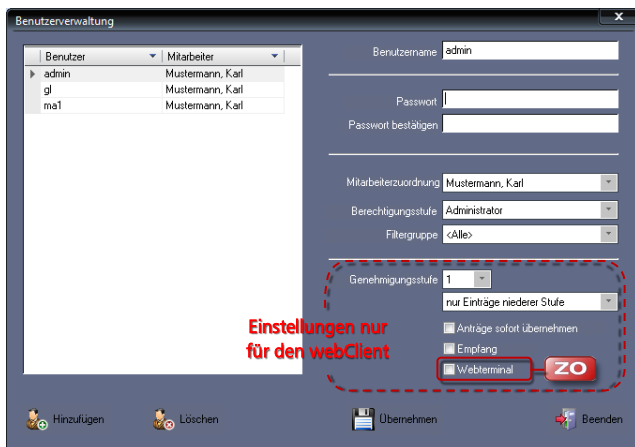 Benutzerverwaltung
x
Benutzer Mitarbeiter
admin Mustermann, Karl
gl Mustermann, Karl
ma1 Mustermann, Karl
Benutzername admin
Passwort
Passwort bestätigen
Mitarbeiterzuordnung Mustermann, Karl
Berechtigungsstufe Administrator
Filtergruppe <Alle>
Genehmigungsstufe 1
nur Einträge niederer Stufe
Einstellungen nur
für den webClient
Anträge sofort übernehmen
Empfang
Webterminal ZO
Hinzufügen Löschen Übernehmen Beenden